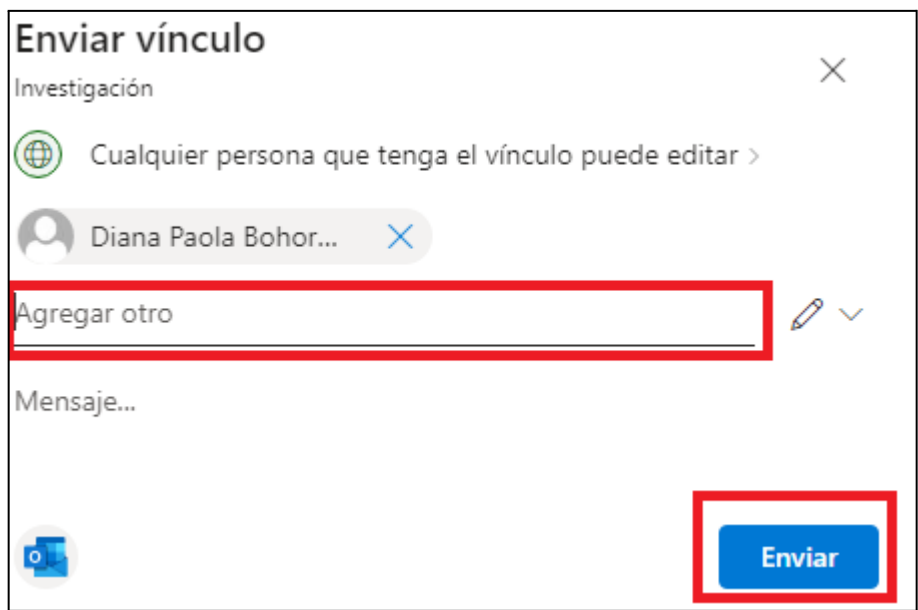 Enviar vínculo
Investigación
Cualquier persona que tenga el vínculo puede editar >
Diana Paola Bohor...
Agregar otro
Mensaje...
Enviar